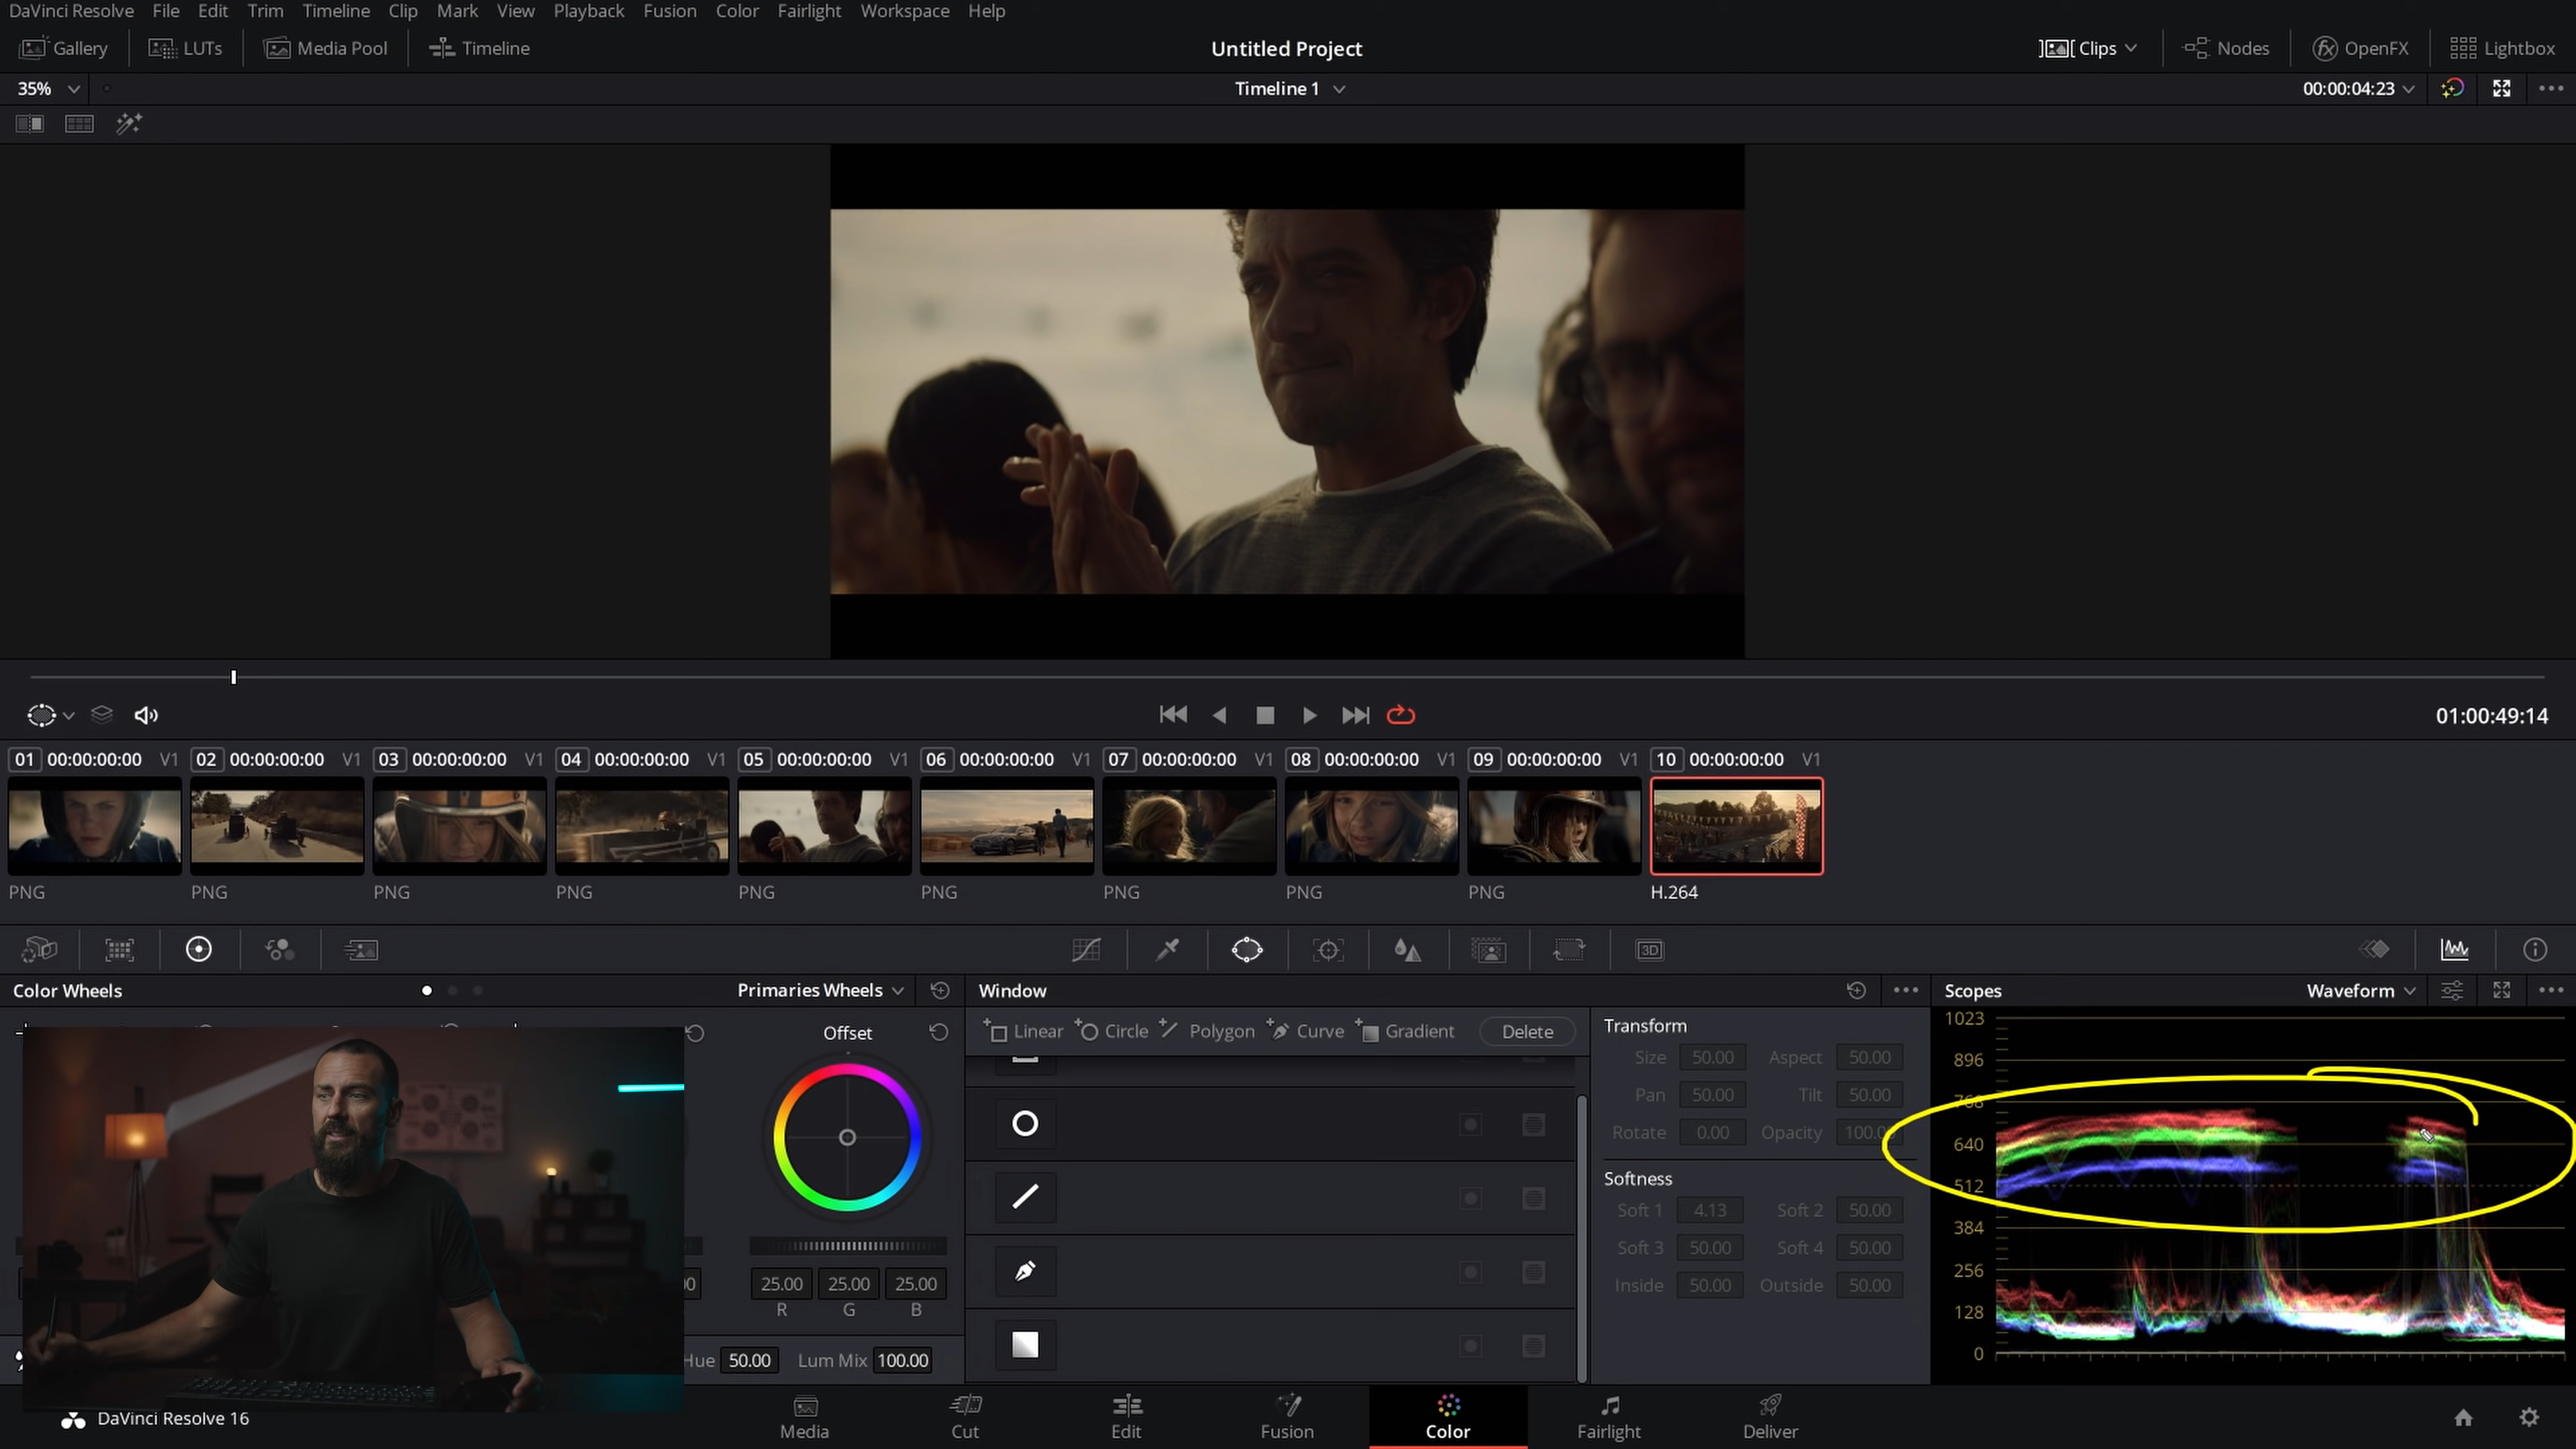 DaVinci Resolve File Edit Trim Timeline Clip Mark View Playback Fusion Color Fairlight Workspace Help
Gallery LUTs Media Pool Timeline Untitled Project Clips Nodes OpenFX Lightbox
35% Timeline 1 00:00:04:23
01:00:49:14
01 00:00:00:00 V1 02 00:00:00:00 V1 03 00:00:00:00 V1 04 00:00:00:00 V1 05 00:00:00:00 V1 06 00:00:00:00 V1 07 00:00:00:00 V1 08 00:00:00:00 V1 09 00:00:00:00 V1 10 00:00:00:00 V1
PNG PNG PNG PNG PNG PNG PNG PNG PNG H.264
3D
Color Wheels Primaries Wheels Window Scopes Waveform
Offset
Linear Circle Polygon Curve Gradient Delete
25.00 25.00 25.00
R G B
Hue 50.00 Lum Mix 100.00
Transform
Size 50.00 Aspect 50.00
Pan 50.00 Tilt 50.00
Rotate 0.00 Opacity 100.00
Softness
Soft 1 4.13 Soft 2 50.00
Soft 3 50.00 Soft 4 50.00
Inside 50.00 Outside 50.00
1023
896
768
640
512
384
256
128
0
DaVinci Resolve 16 Media Cut Edit Fusion Color Fairlight Deliver